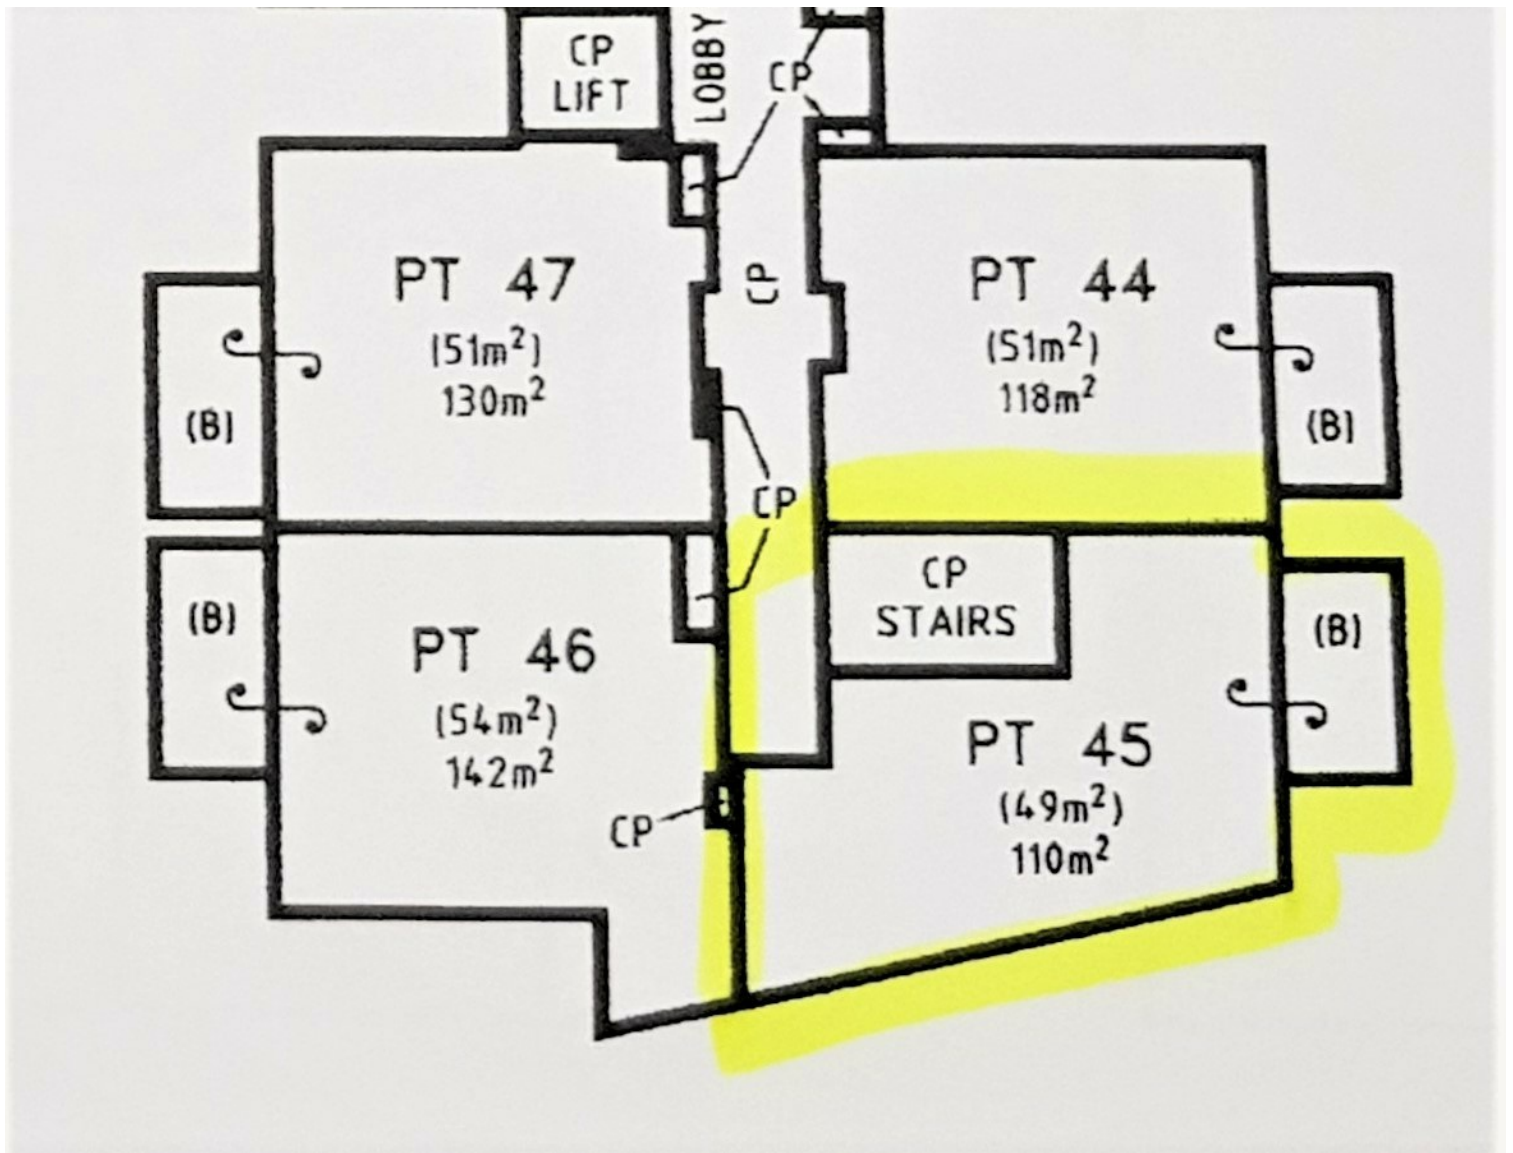 CP
LIFT
LOBBY
CP
PT 47
(51m²)
130m²
(B)
CP
PT 44
(51m²)
118m²
(B)
CP
(B)
PT 46
(54m²)
142m²
CP
CP
STAIRS
(B)
PT 45
(49m²)
110m²